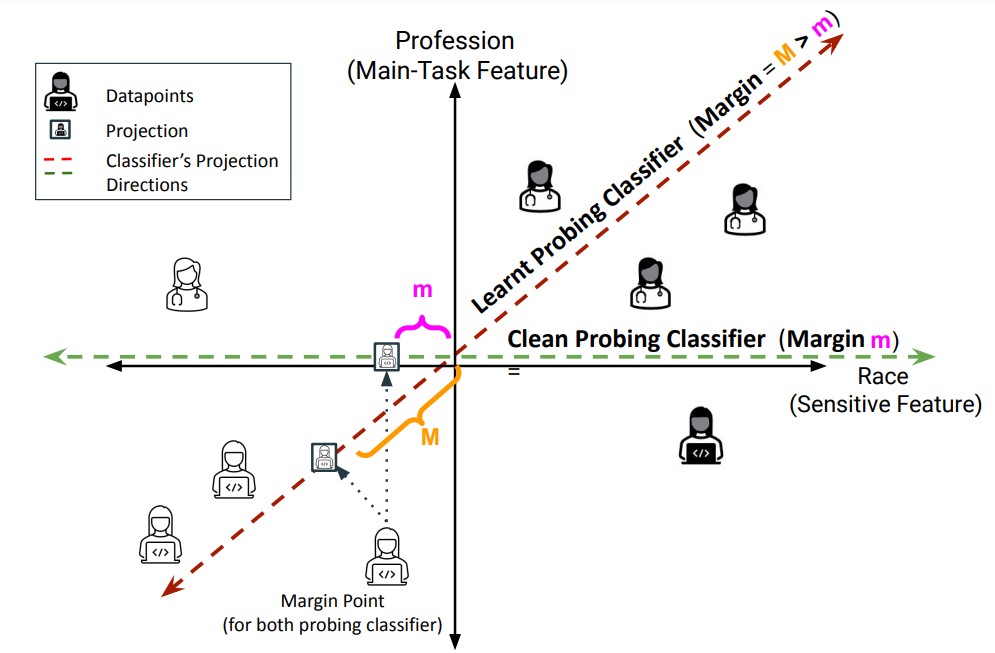 Profession
(Main-Task Feature)
Datapoints
Projection
Classifier's Projection
Directions
Learnt Probing Classifier (Margin = M > m)
m
Clean Probing Classifier (Margin m)
=
Race
(Sensitive Feature)
M
</>
</>
</>
</>
</>
</>
</>
Margin Point
(for both probing classifier)